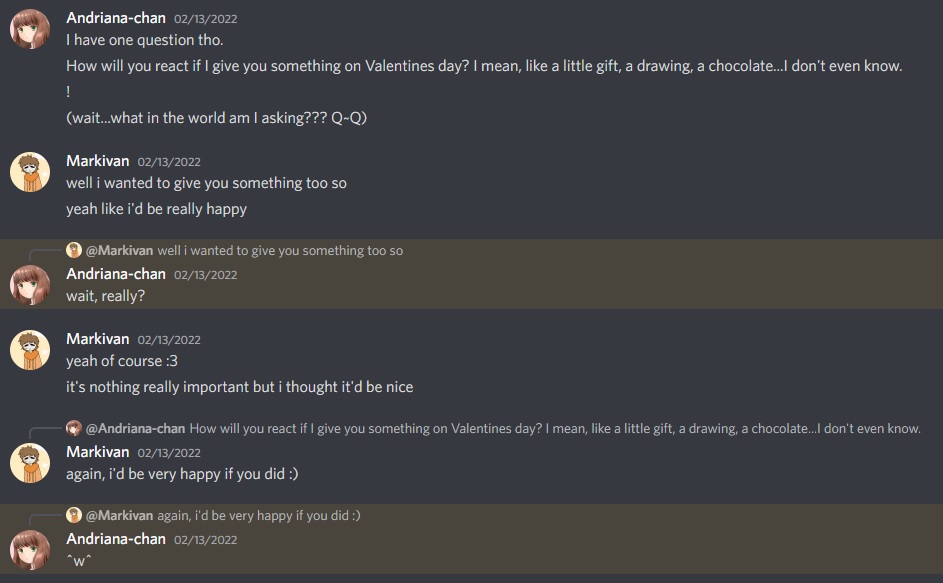 Andriana-chan 02/13/2022
I have one question tho.
How will you react if I give you something on Valentines day? I mean, like a little gift, a drawing, a chocolate...I don't even know.
!
(wait...what in the world am I asking??? Q~Q)
Markivan 02/13/2022
well i wanted to give you something too so
yeah like i'd be really happy
@Markivan well i wanted to give you something too so
Andriana-chan 02/13/2022
wait, really?
Markivan 02/13/2022
yeah of course :3
it's nothing really important but i thought it'd be nice
@Andriana-chan How will you react if I give you something on Valentines day? I mean, like a little gift, a drawing, a chocolate...I don't even know.
Markivan 02/13/2022
again, i'd be very happy if you did :)
@Markivan again, i'd be very happy if you did :)
Andriana-chan 02/13/2022
^w^